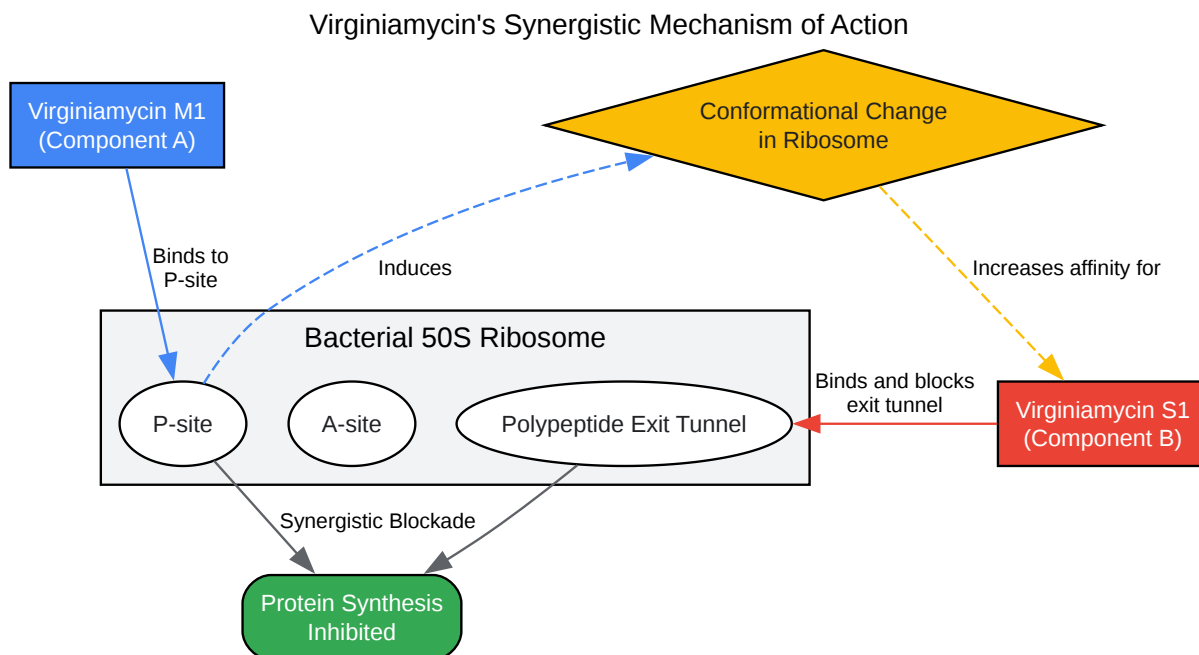 Virginiamycin's Synergistic Mechanism of Action
Virginiamycin M1
(Component A)
Conformational Change
in Ribosome
Binds to
P-site
Induces
Increases affinity for
Bacterial 50S Ribosome
P-site
A-site
Polypeptide Exit Tunnel
Binds and blocks
exit tunnel
Virginiamycin S1
(Component B)
Synergistic Blockade
Protein Synthesis
Inhibited